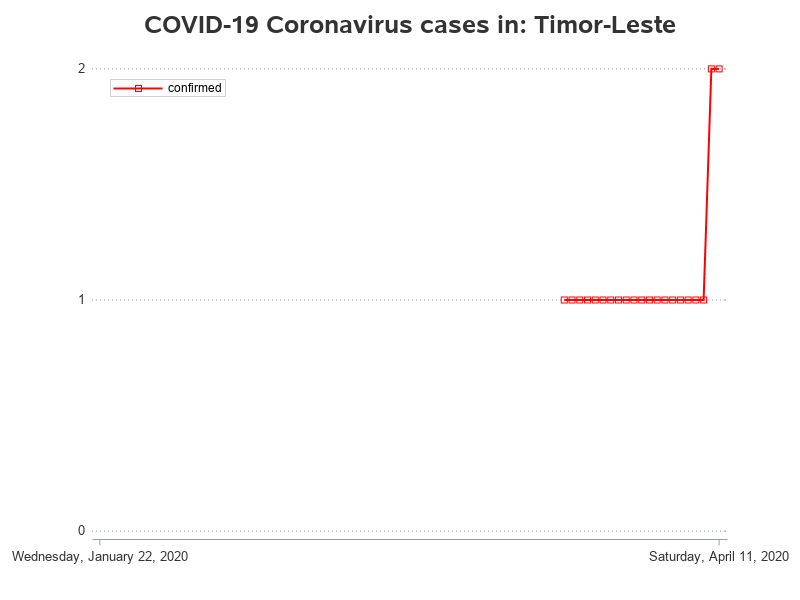 COVID-19 Coronavirus cases in: Timor-Leste
2
confirmed
1
0
Wednesday, January 22, 2020
Saturday, April 11, 2020